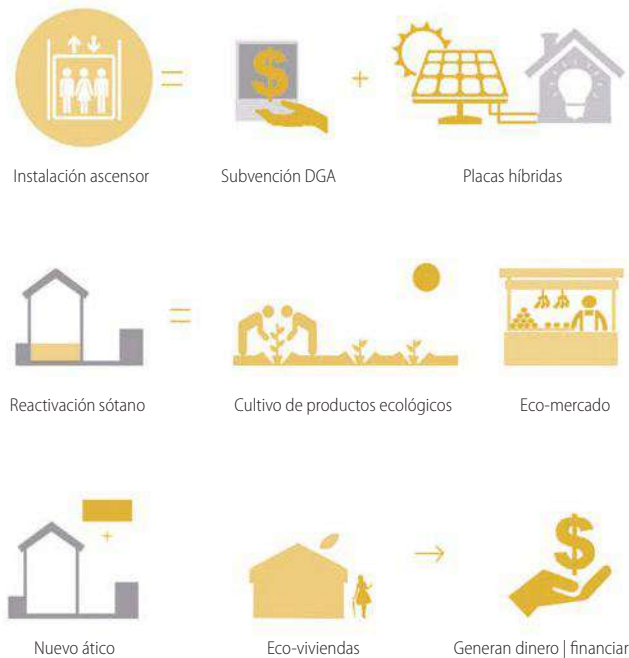 Instalación ascensor
Subvención DGA
Placas híbridas
Reactivación sótano
Cultivo de productos ecológicos
Eco-mercado
Nuevo ático
Eco-viviendas
Generan dinero | financiar